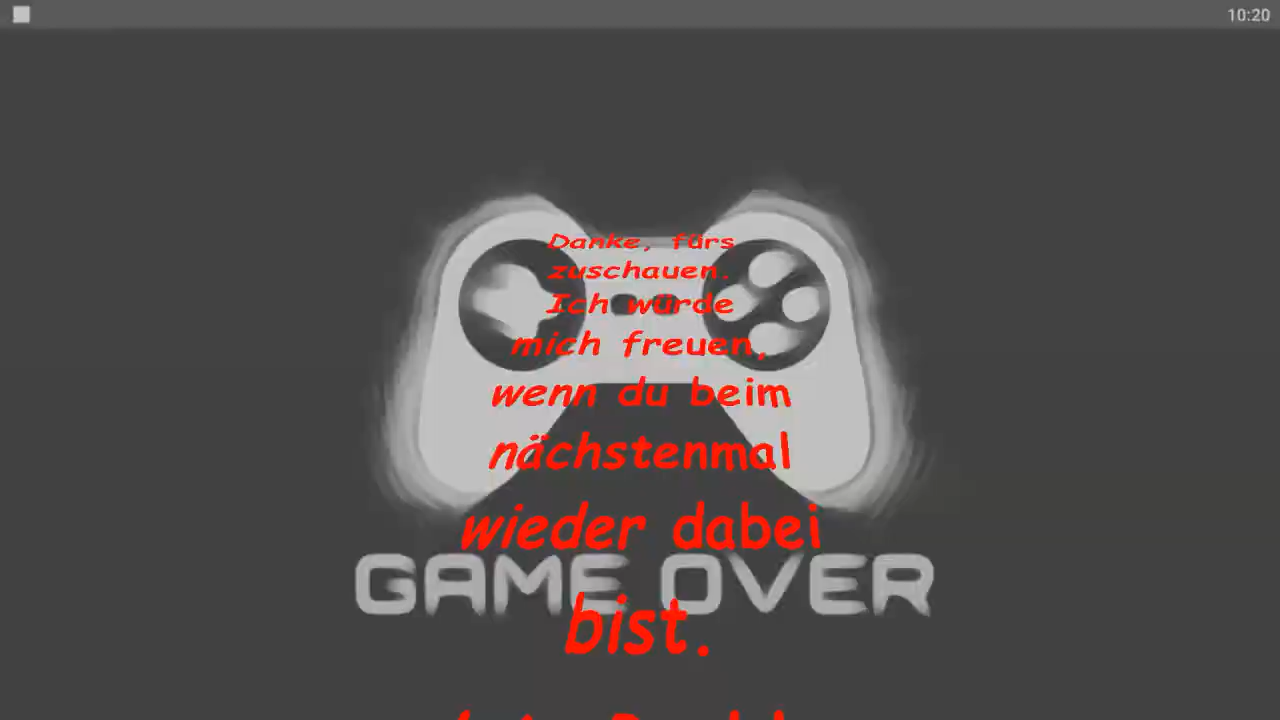 10:20
Danke, fürs
zuschauen.
Ich würde
mich freuen,
wenn du beim
nächstenmal
wieder dabei
GAME OVER
bist.